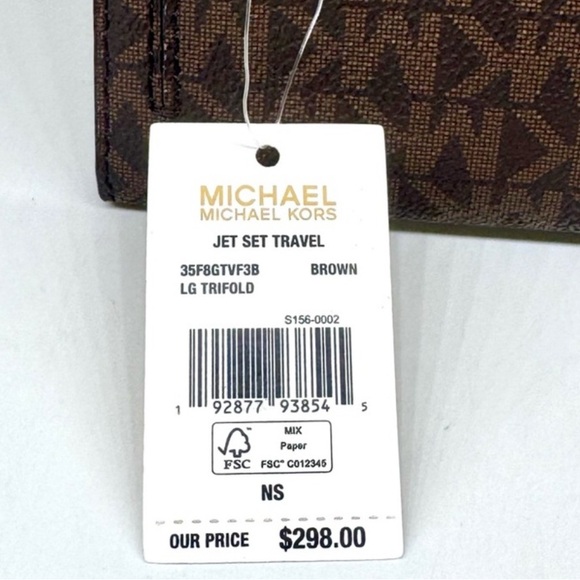 MICHAEL
MICHAEL KORS
JET SET TRAVEL
35F8GTVF3B BROWN
LG TRIFOLD
S156-0002
1 92877 93854 5
FSC™
MIX
Paper
FSC® C012345
NS
OUR PRICE $298.00